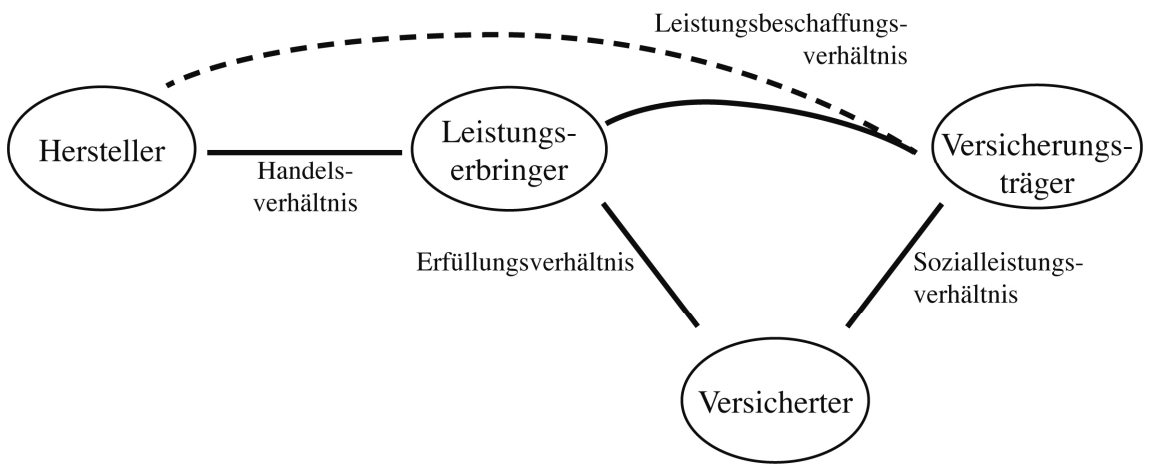 Leistungsbeschaffungs-
verhältnis
Hersteller
Leistungs-
erbringer
Versicherungs-
träger
Handels-
verhältnis
Erfüllungsverhältnis
Sozialleistungs-
verhältnis
Versicherter